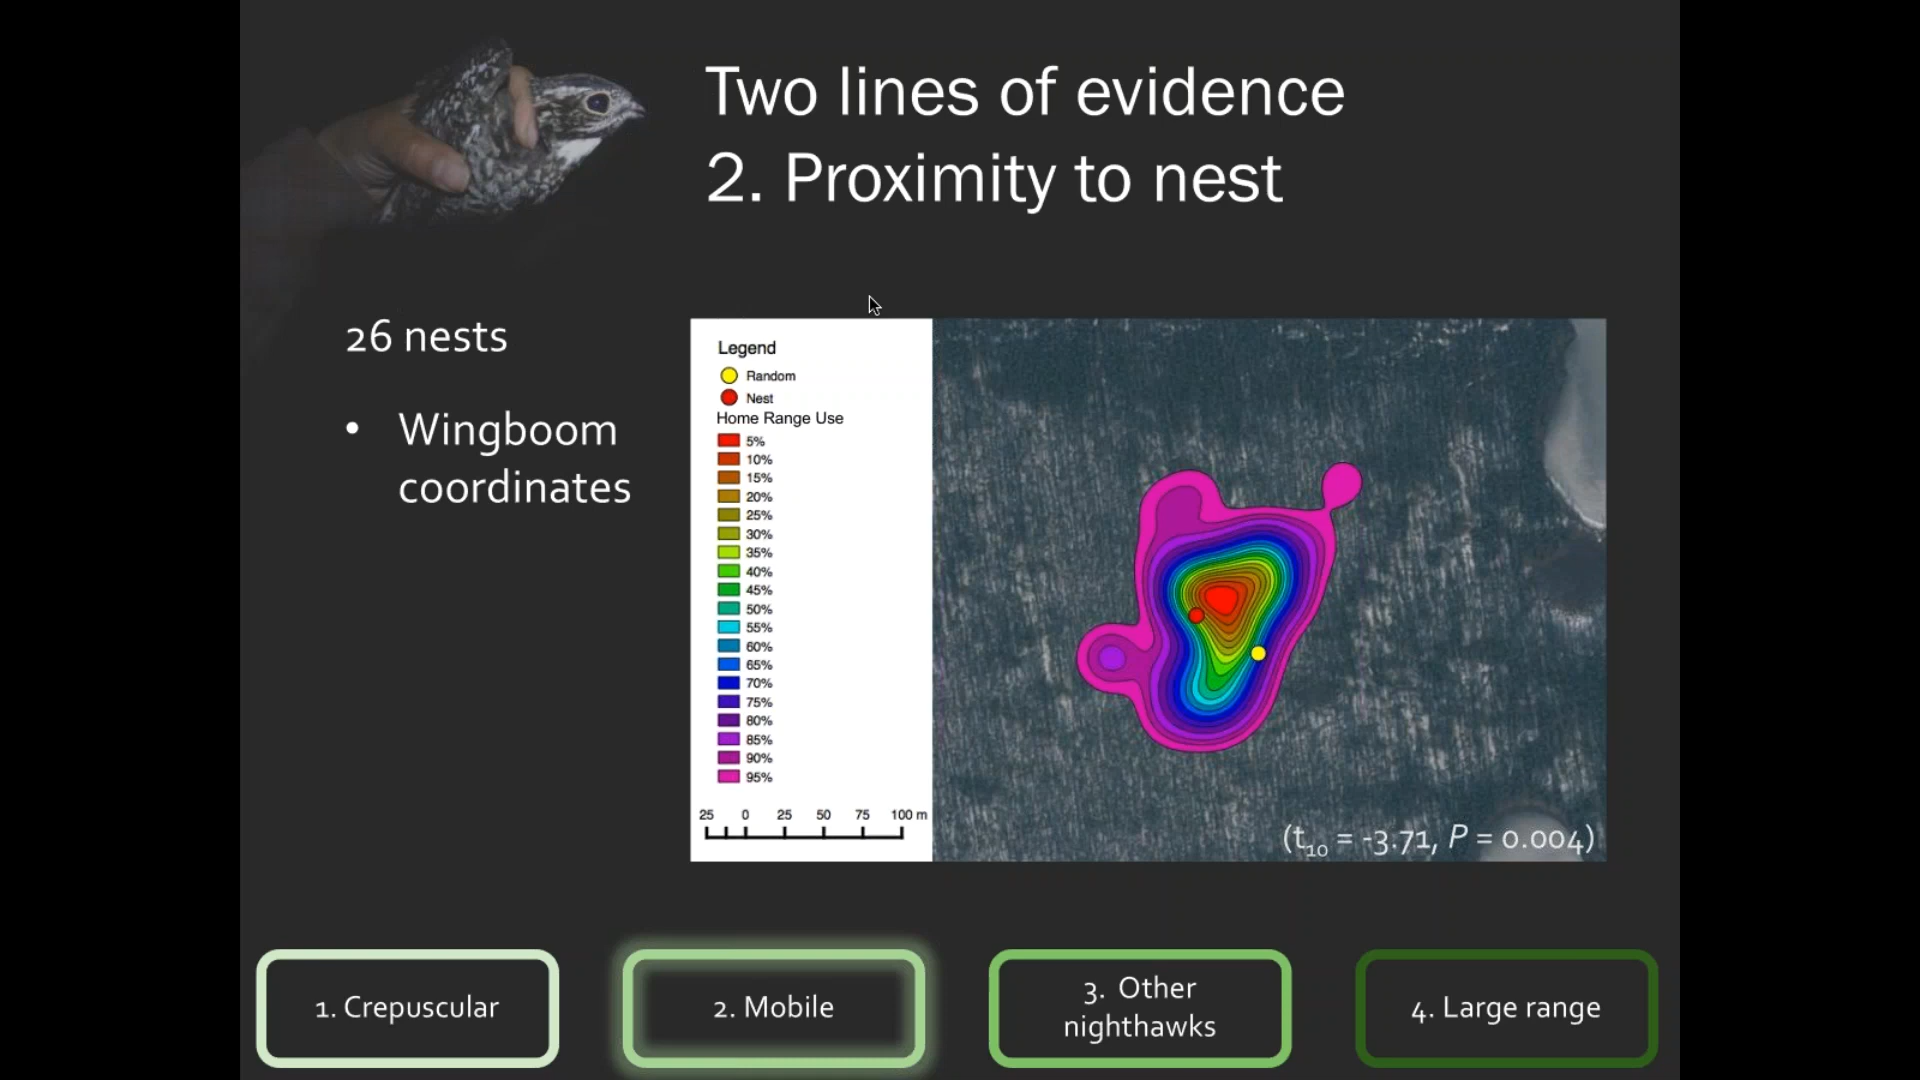 Two lines of evidence
2. Proximity to nest
26 nests
• Wingboom
coordinates
Legend
Random
Nest
Home Range Use
5%
10%
15%
20%
25%
30%
35%
40%
45%
50%
55%
60%
65%
70%
75%
80%
85%
90%
95%
25 0 25 50 75 100 m
(t10 = -3.71, P = 0.004)
1. Crepuscular
2. Mobile
3. Other
nighthawks
4. Large range